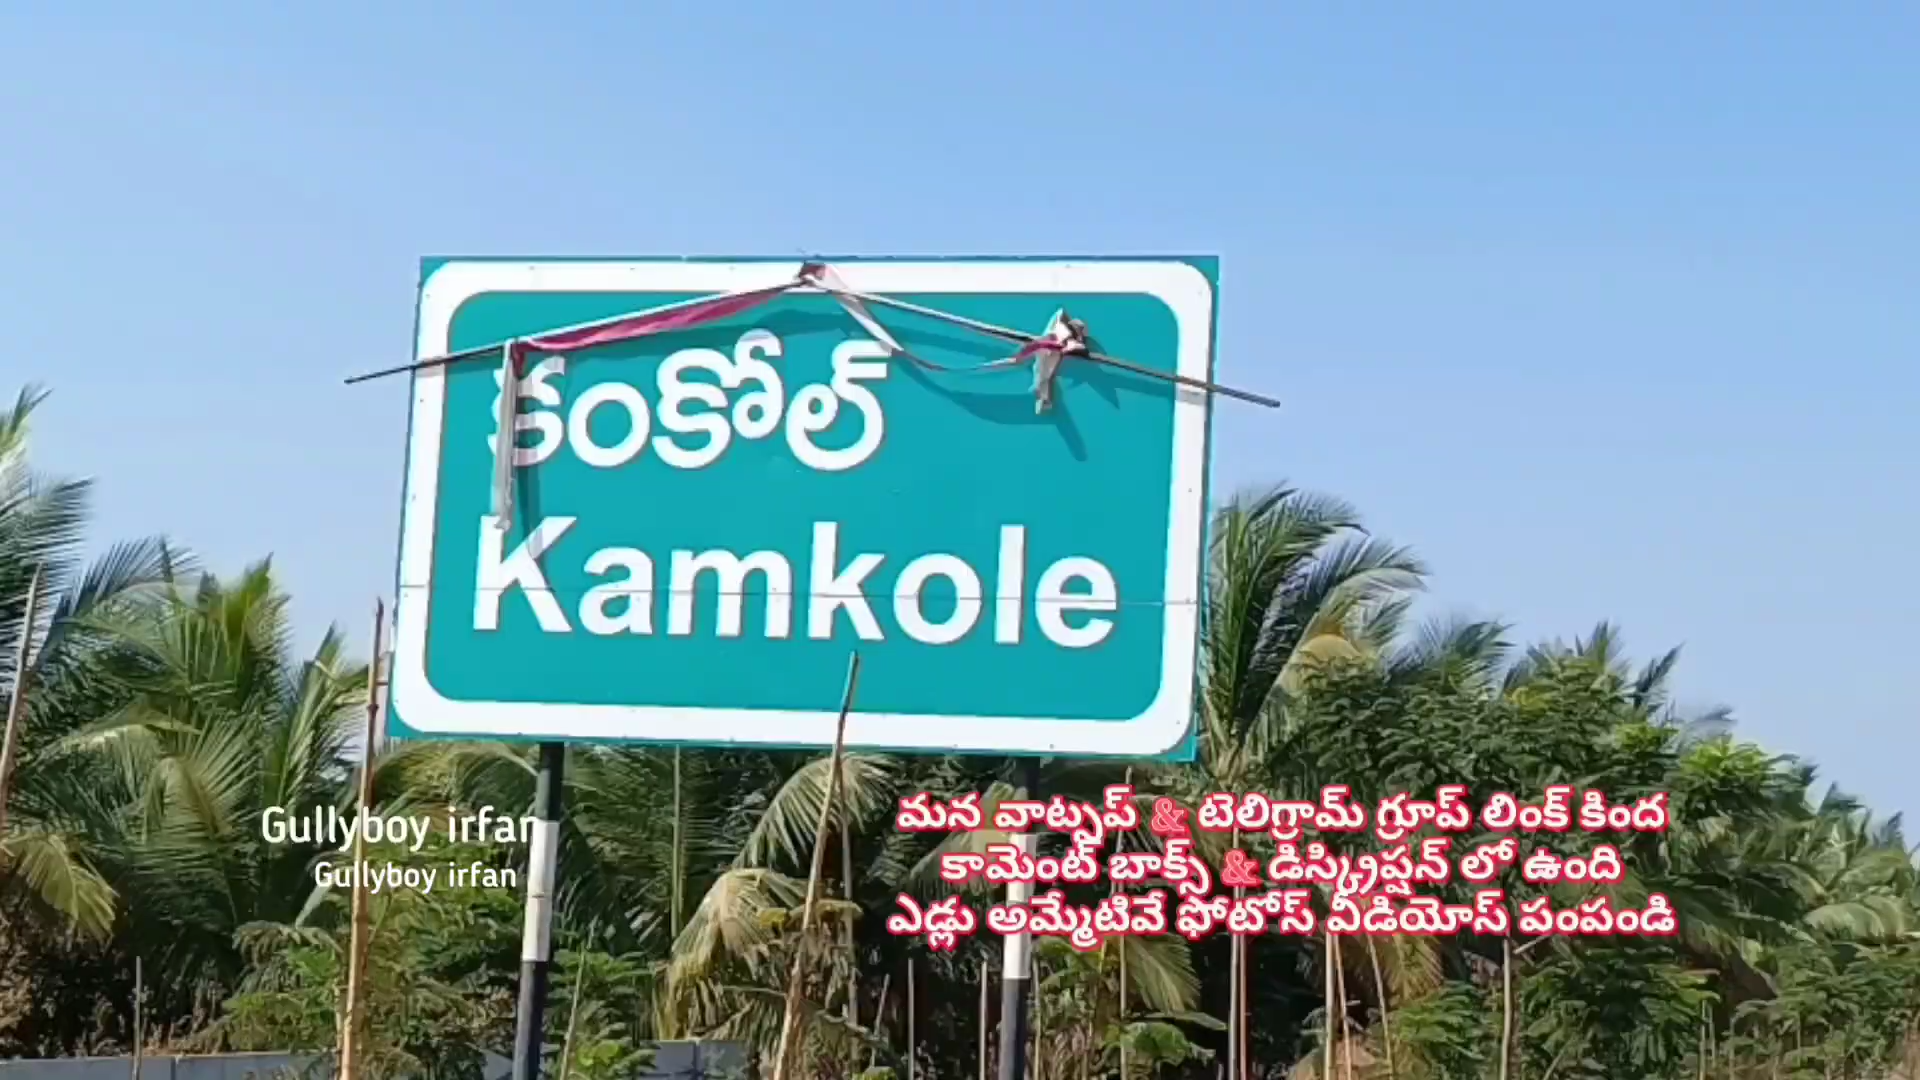 కంకోల్
Kamkole
Gullyboy irfan
Gullyboy irfan
మన వాట్సప్ & టెలిగ్రామ్ గ్రూప్ లింక్ కింద
కామెంట్ బాక్స్ & డిస్క్రిప్షన్ లో ఉంది
ఎడ్లు అమ్మేటివే ఫోటోస్ వీడియోస్ పంపండి